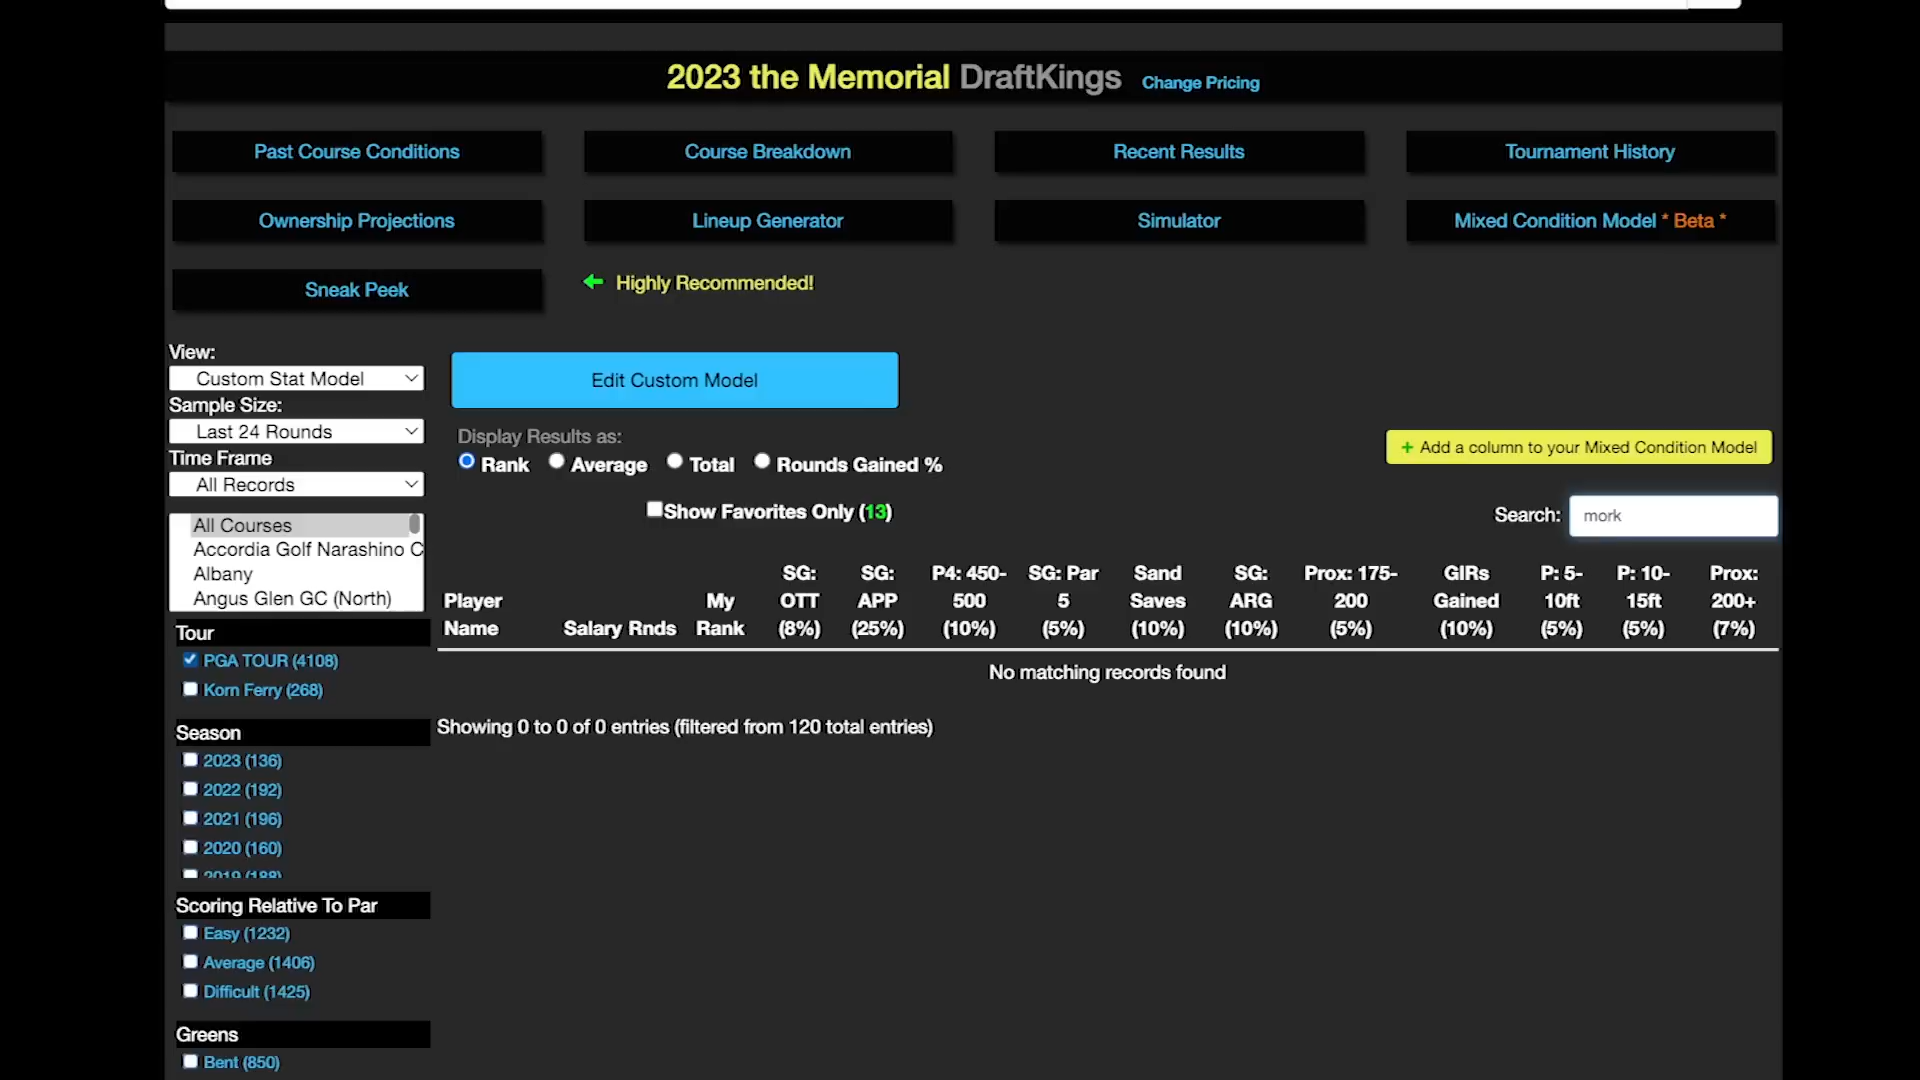 2023 the Memorial DraftKings Change Pricing
Past Course Conditions
Course Breakdown
Recent Results
Tournament History
Ownership Projections
Lineup Generator
Simulator
Mixed Condition Model * Beta *
Sneak Peek
Highly Recommended!
View:
Custom Stat Model
Sample Size:
Last 24 Rounds
Time Frame
All Records
All Courses
Accordia Golf Narashino C
Albany
Angus Glen GC (North)
Tour
PGA TOUR (4108)
Korn Ferry (268)
Season
2023 (136)
2022 (192)
2021 (196)
2020 (160)
2019 (188)
Scoring Relative To Par
Easy (1232)
Average (1406)
Difficult (1425)
Greens
Bent (850)
Edit Custom Model
Display Results as:
Rank Average Total Rounds Gained %
+ Add a column to your Mixed Condition Model
Show Favorites Only (13)
Search: mork
SG: SG: P4: 450- SG: Par Sand SG: Prox: 175- GIRs P: 5- P: 10- Prox:
Player My OTT APP 500 5 Saves ARG 200 Gained 10ft 15ft 200+
Name Salary Rnds Rank (8%) (25%) (10%) (5%) (10%) (10%) (5%) (10%) (5%) (5%) (7%)
No matching records found
Showing 0 to 0 of 0 entries (filtered from 120 total entries)